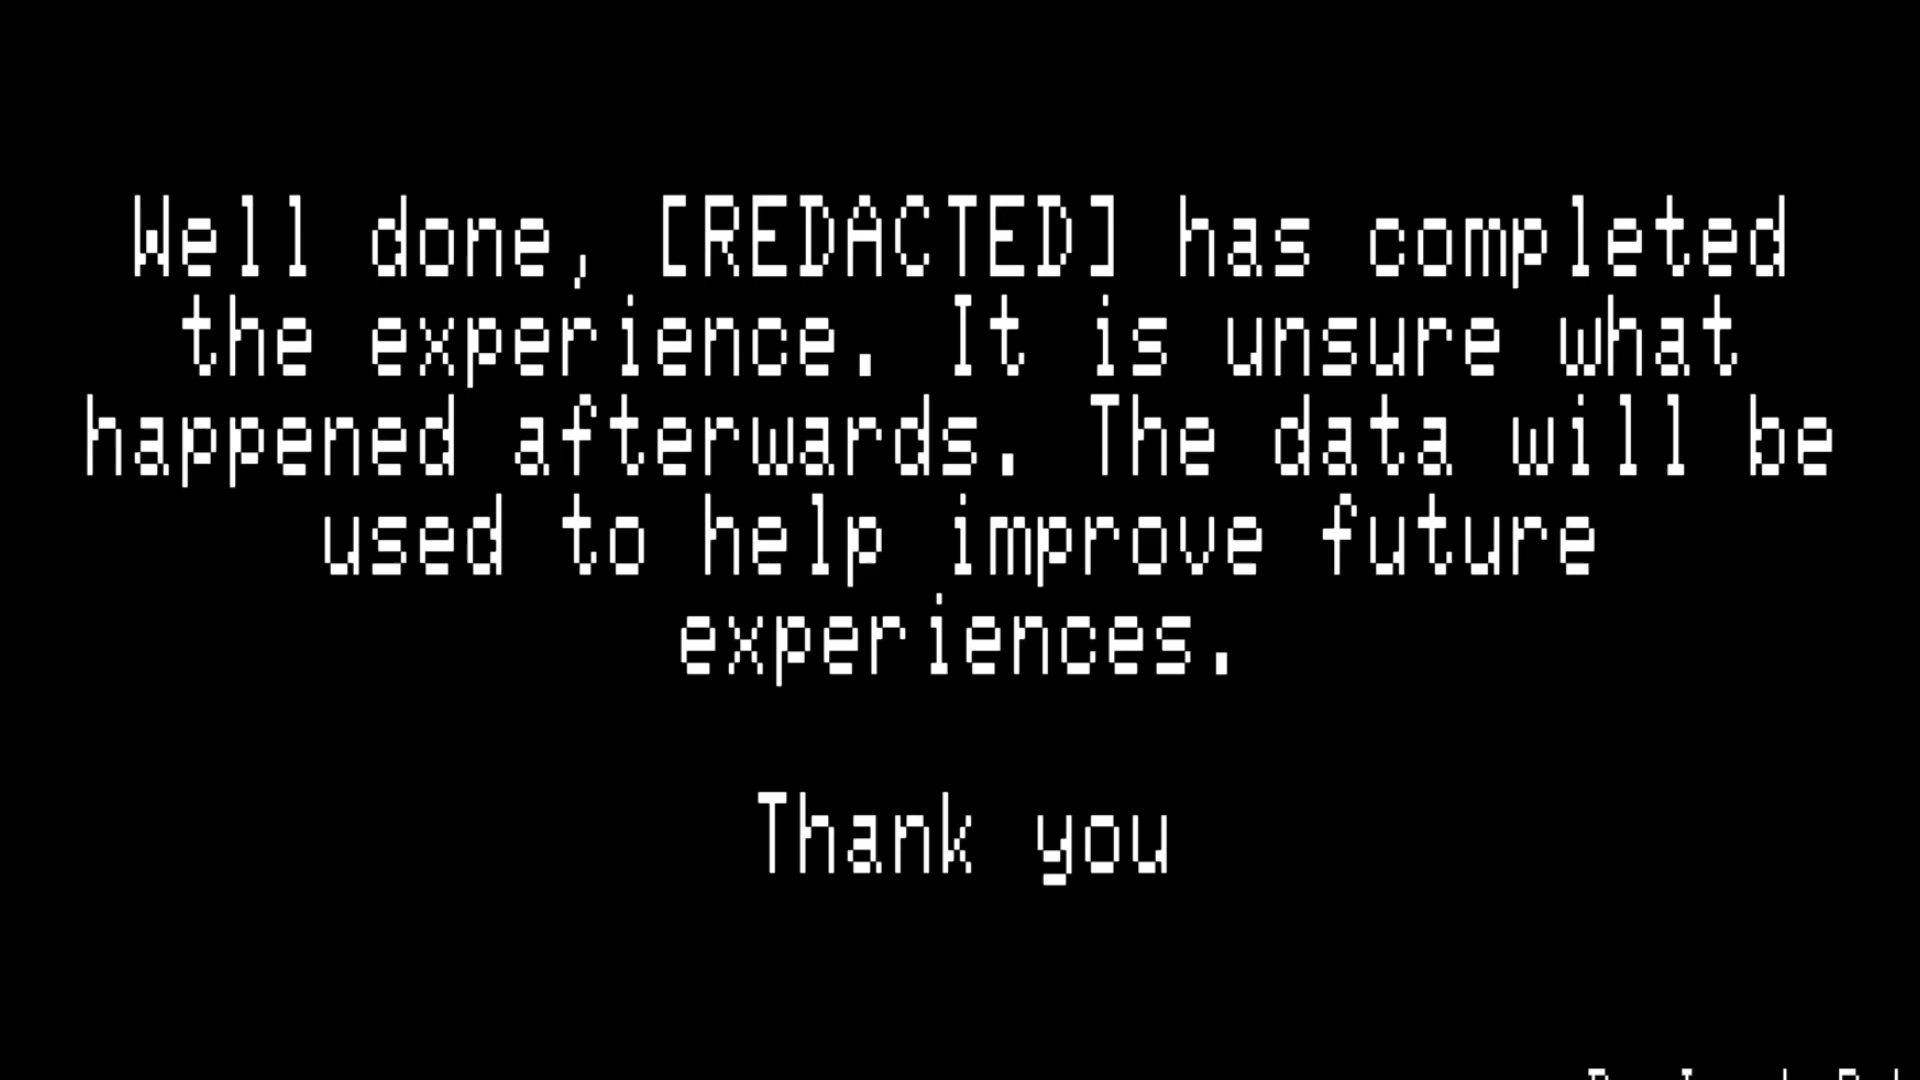 Well done, [REDACTED] has completed
the experience. It is unsure what
happened afterwards. The data will be
used to help improve future
experiences.
Thank you